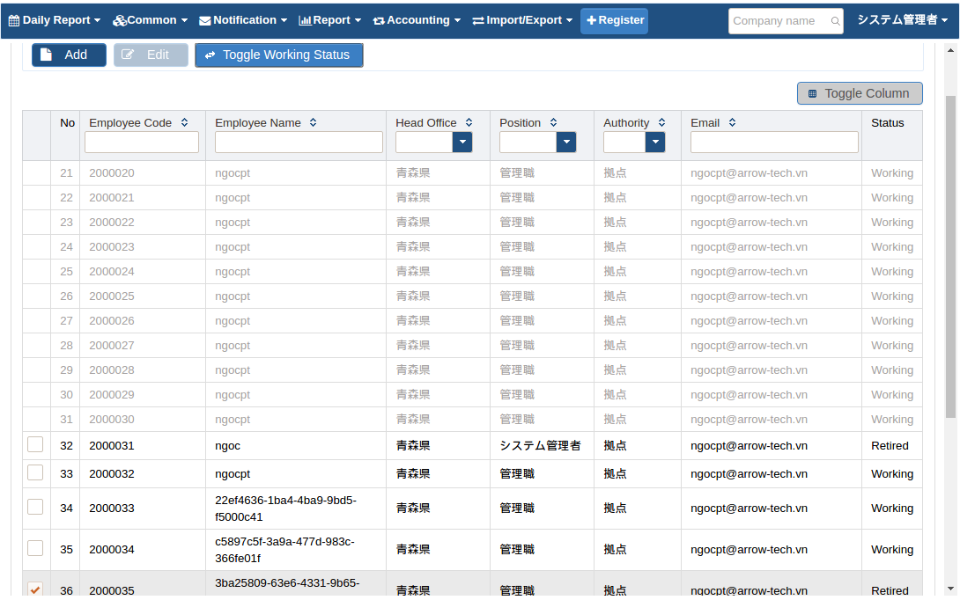 Daily Report Common Notification Report Accounting Import/Export Register Company name システム管理者
Add Edit Toggle Working Status
Toggle Column
No Employee Code Employee Name Head Office Position Authority Email Status
21 2000020 ngocpt 青森県 管理職 拠点 ngocpt@arrow-tech.vn Working
22 2000021 ngocpt 青森県 管理職 拠点 ngocpt@arrow-tech.vn Working
23 2000022 ngocpt 青森県 管理職 拠点 ngocpt@arrow-tech.vn Working
24 2000023 ngocpt 青森県 管理職 拠点 ngocpt@arrow-tech.vn Working
25 2000024 ngocpt 青森県 管理職 拠点 ngocpt@arrow-tech.vn Working
26 2000025 ngocpt 青森県 管理職 拠点 ngocpt@arrow-tech.vn Working
27 2000026 ngocpt 青森県 管理職 拠点 ngocpt@arrow-tech.vn Working
28 2000027 ngocpt 青森県 管理職 拠点 ngocpt@arrow-tech.vn Working
29 2000028 ngocpt 青森県 管理職 拠点 ngocpt@arrow-tech.vn Working
30 2000029 ngocpt 青森県 管理職 拠点 ngocpt@arrow-tech.vn Working
31 2000030 ngocpt 青森県 管理職 拠点 ngocpt@arrow-tech.vn Working
32 2000031 ngoc 青森県 システム管理者 拠点 ngocpt@arrow-tech.vn Retired
33 2000032 ngocpt 青森県 管理職 拠点 ngocpt@arrow-tech.vn Working
34 2000033 22ef4636-1ba4-4ba9-9bd5- 青森県 管理職 拠点 ngocpt@arrow-tech.vn Working
f5000c41
35 2000034 c5897c5f-3a9a-477d-983c- 青森県 管理職 拠点 ngocpt@arrow-tech.vn Working
366fe01f
36 2000035 3ba25809-63e6-4331-9b65- 青森県 管理職 拠点 ngocpt@arrow-tech.vn Retired